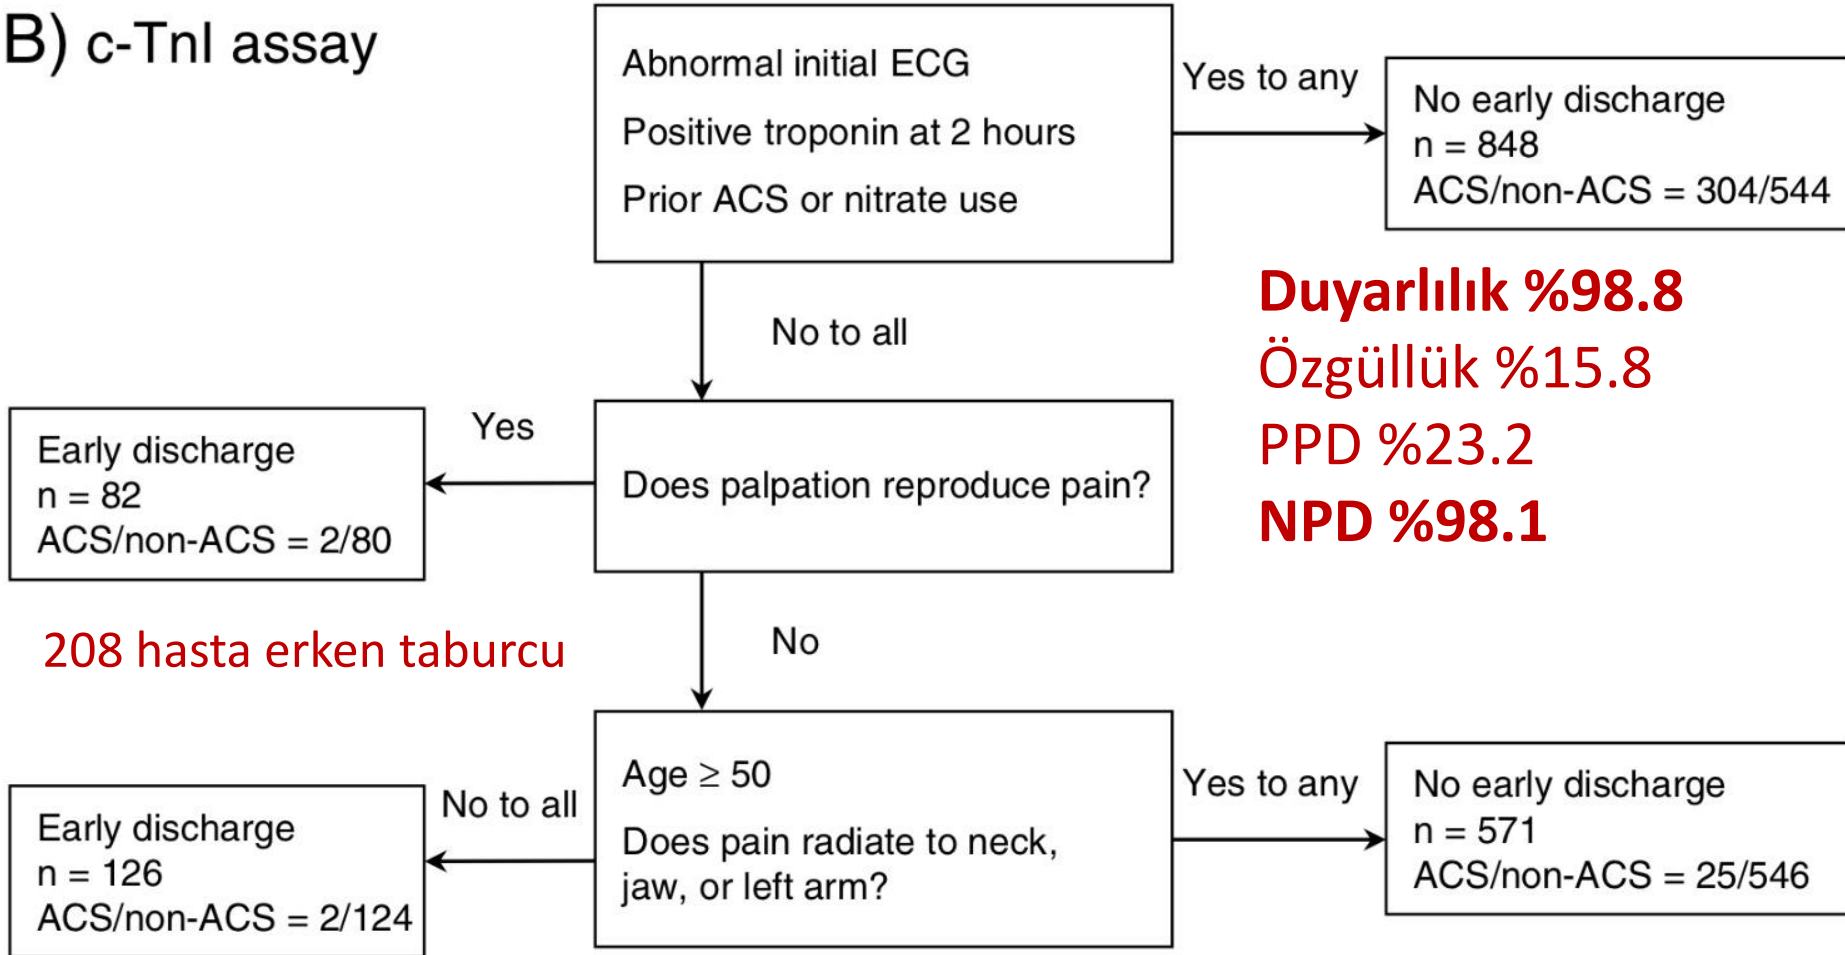 B) c-TnI assay
Abnormal initial ECG
Positive troponin at 2 hours
Prior ACS or nitrate use
Yes to any
No early discharge
n = 848
ACS/non-ACS = 304/544
Duyarlılık %98.8
Özgüllük %15.8
PPD %23.2
NPD %98.1
No to all
Yes
Early discharge
n = 82
ACS/non-ACS = 2/80
Does palpation reproduce pain?
208 hasta erken taburcu
No
Age ≥ 50
Does pain radiate to neck,
jaw, or left arm?
No to all
Early discharge
n = 126
ACS/non-ACS = 2/124
Yes to any
No early discharge
n = 571
ACS/non-ACS = 25/546